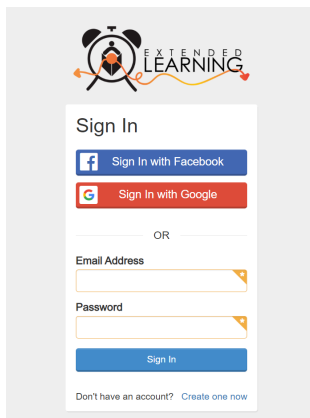 EXTENDED
LEARNING
Sign In
Sign In with Facebook
Sign In with Google
OR
Email Address
Password
Sign In
Don't have an account? Create one now